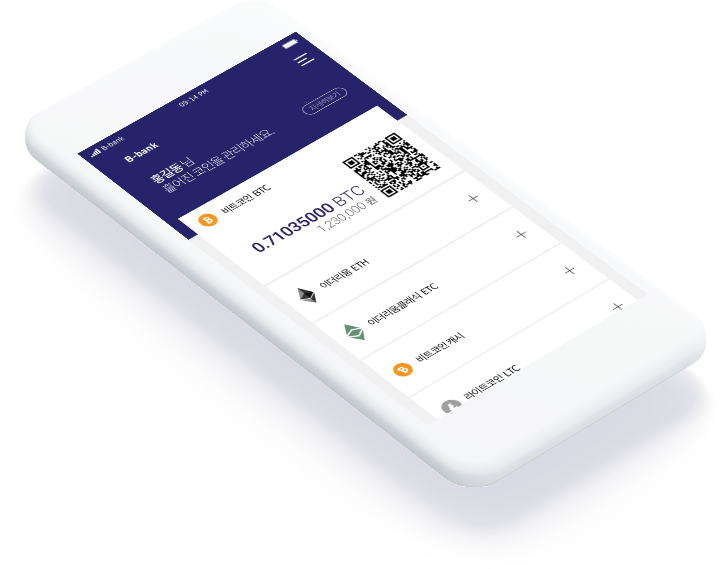 B-bank
09:14 PM
B-bank
홍길동 님
흩어진 코인을 관리하세요.
자세히보기
비트코인 BTC
0.71035000 BTC
1,230,000 원
이더리움 ETH
이더리움클래식 ETC
비트코인 캐시
라이트코인 LTC